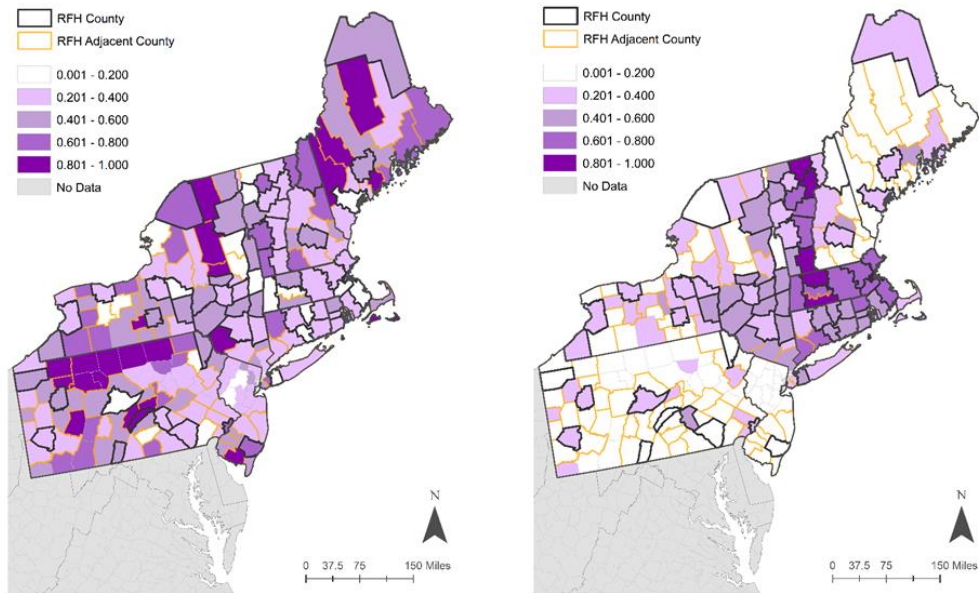 RFH County
RFH Adjacent County
0.001 - 0.200
0.201 - 0.400
0.401 - 0.600
0.601 - 0.800
0.801 - 1.000
No Data
N
0 37.5 75 150 Miles
RFH County
RFH Adjacent County
0.001 - 0.200
0.201 - 0.400
0.401 - 0.600
0.601 - 0.800
0.801 - 1.000
No Data
N
0 37.5 75 150 Miles